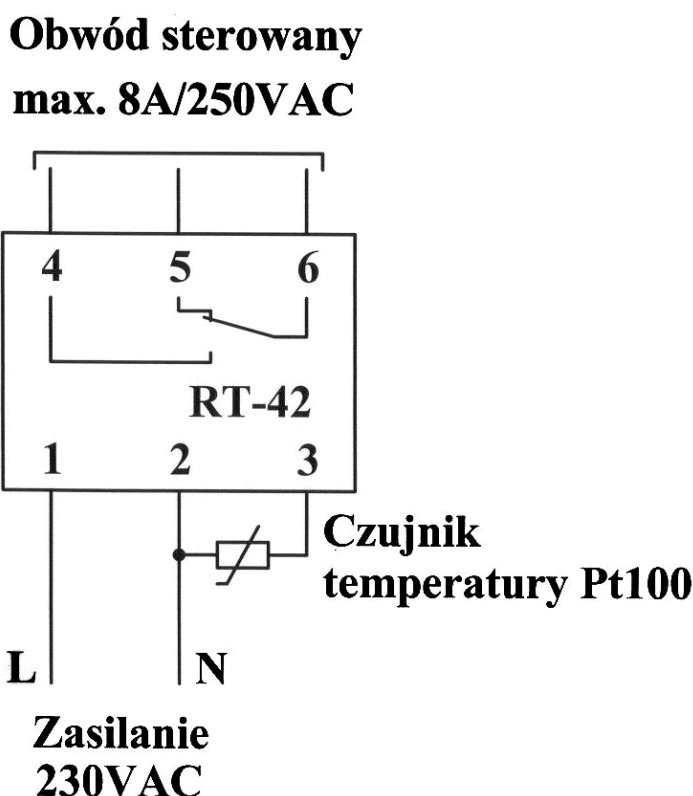 Obwód sterowany
max. 8A/250VAC
4 5 6
RT-42
1 2 3
Czujnik
temperatury Pt100
L N
Zasilanie
230VAC